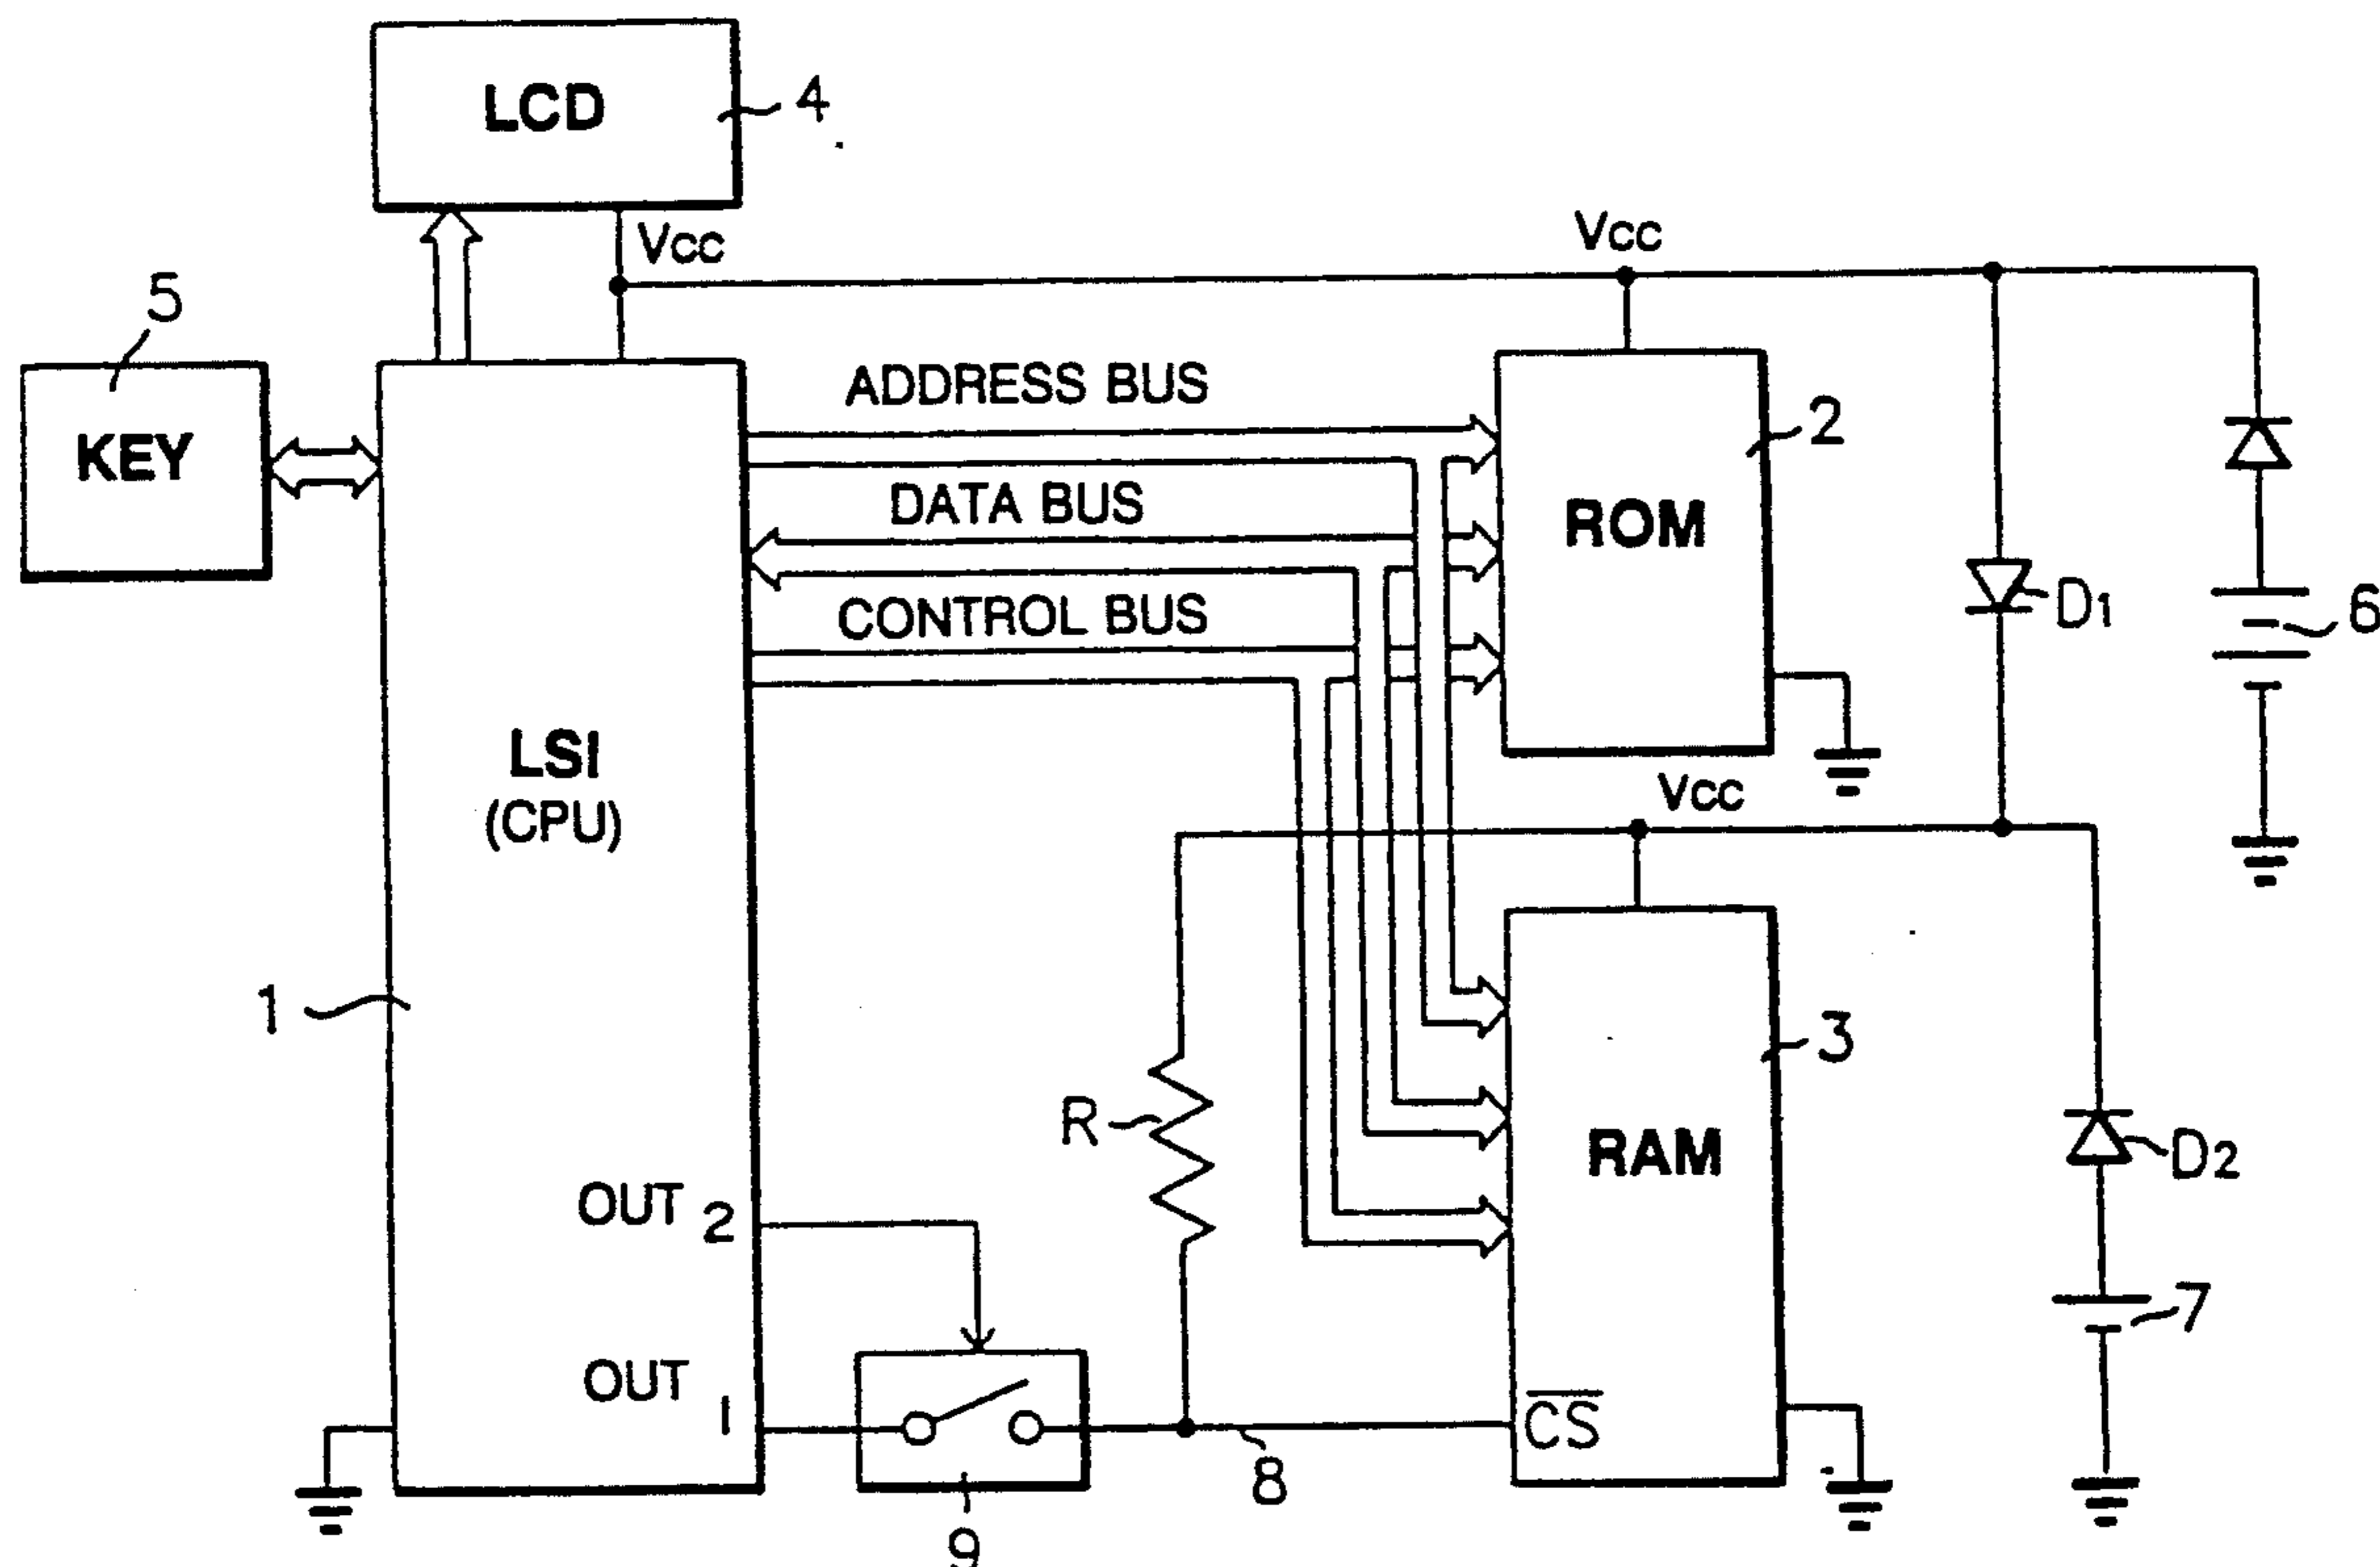 LCD
4
Vcc
Vcc
5
KEY
ADDRESS BUS
2
DATA BUS
ROM
D1
6
CONTROL BUS
LSI
(CPU)
Vcc
1
3
R
RAM
D2
OUT 2
7
OUT 1
CS
8
9